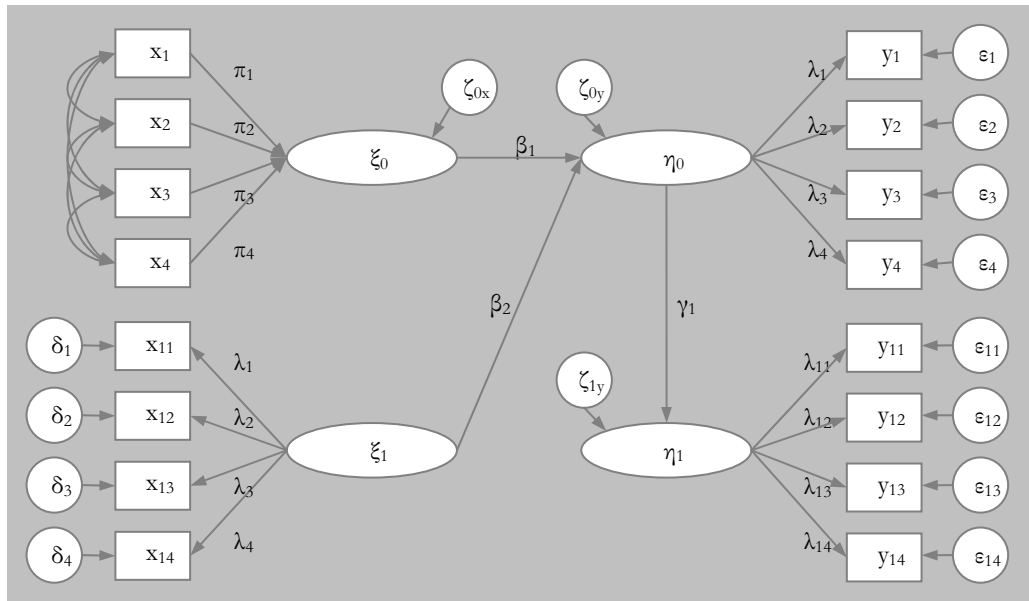 x₁
π₁
ζ₀ₓ
ζ₀y
λ₁
y₁
ε₁
x₂
π₂
λ₂
y₂
ε₂
ξ₀
β₁
η₀
x₃
π₃
λ₃
y₃
ε₃
x₄
π₄
λ₄
y₄
ε₄
β₂
γ₁
δ₁
x₁₁
λ₁
ζ₁y
λ₁₁
y₁₁
ε₁₁
δ₂
x₁₂
λ₂
λ₁₂
y₁₂
ε₁₂
ξ₁
η₁
δ₃
x₁₃
λ₃
λ₁₃
y₁₃
ε₁₃
δ₄
x₁₄
λ₄
λ₁₄
y₁₄
ε₁₄